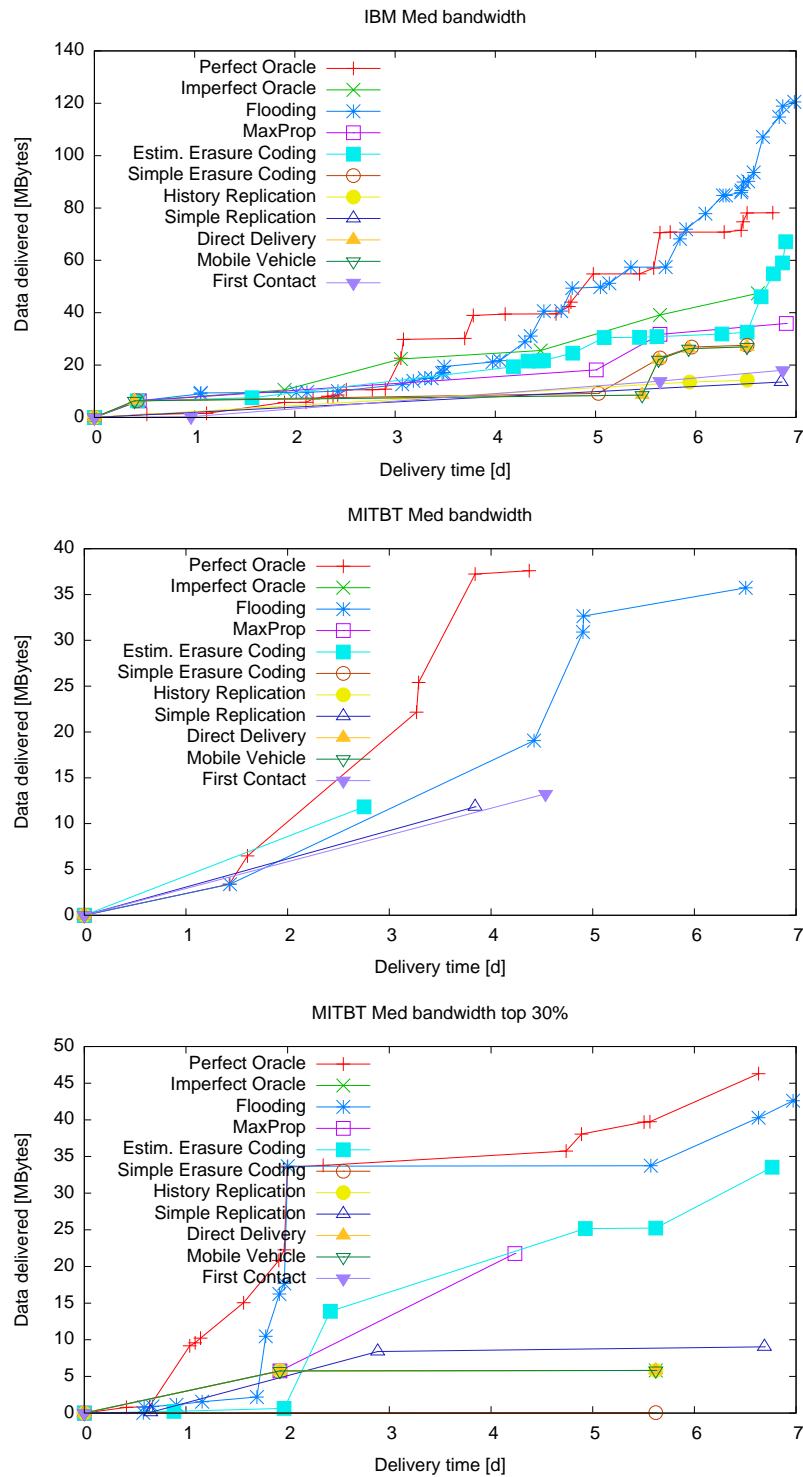 IBM Med bandwidth
140
120
100
80
60
40
20
0
Data delivered [MBytes]
Perfect Oracle
Imperfect Oracle
Flooding
MaxProp
Estim. Erasure Coding
Simple Erasure Coding
History Replication
Simple Replication
Direct Delivery
Mobile Vehicle
First Contact
0 1 2 3 4 5 6 7
Delivery time [d]
MITBT Med bandwidth
40
35
30
25
20
15
10
5
0
Data delivered [MBytes]
Perfect Oracle
Imperfect Oracle
Flooding
MaxProp
Estim. Erasure Coding
Simple Erasure Coding
History Replication
Simple Replication
Direct Delivery
Mobile Vehicle
First Contact
0 1 2 3 4 5 6 7
Delivery time [d]
MITBT Med bandwidth top 30%
50
45
40
35
30
25
20
15
10
5
0
Data delivered [MBytes]
Perfect Oracle
Imperfect Oracle
Flooding
MaxProp
Estim. Erasure Coding
Simple Erasure Coding
History Replication
Simple Replication
Direct Delivery
Mobile Vehicle
First Contact
0 1 2 3 4 5 6 7
Delivery time [d]